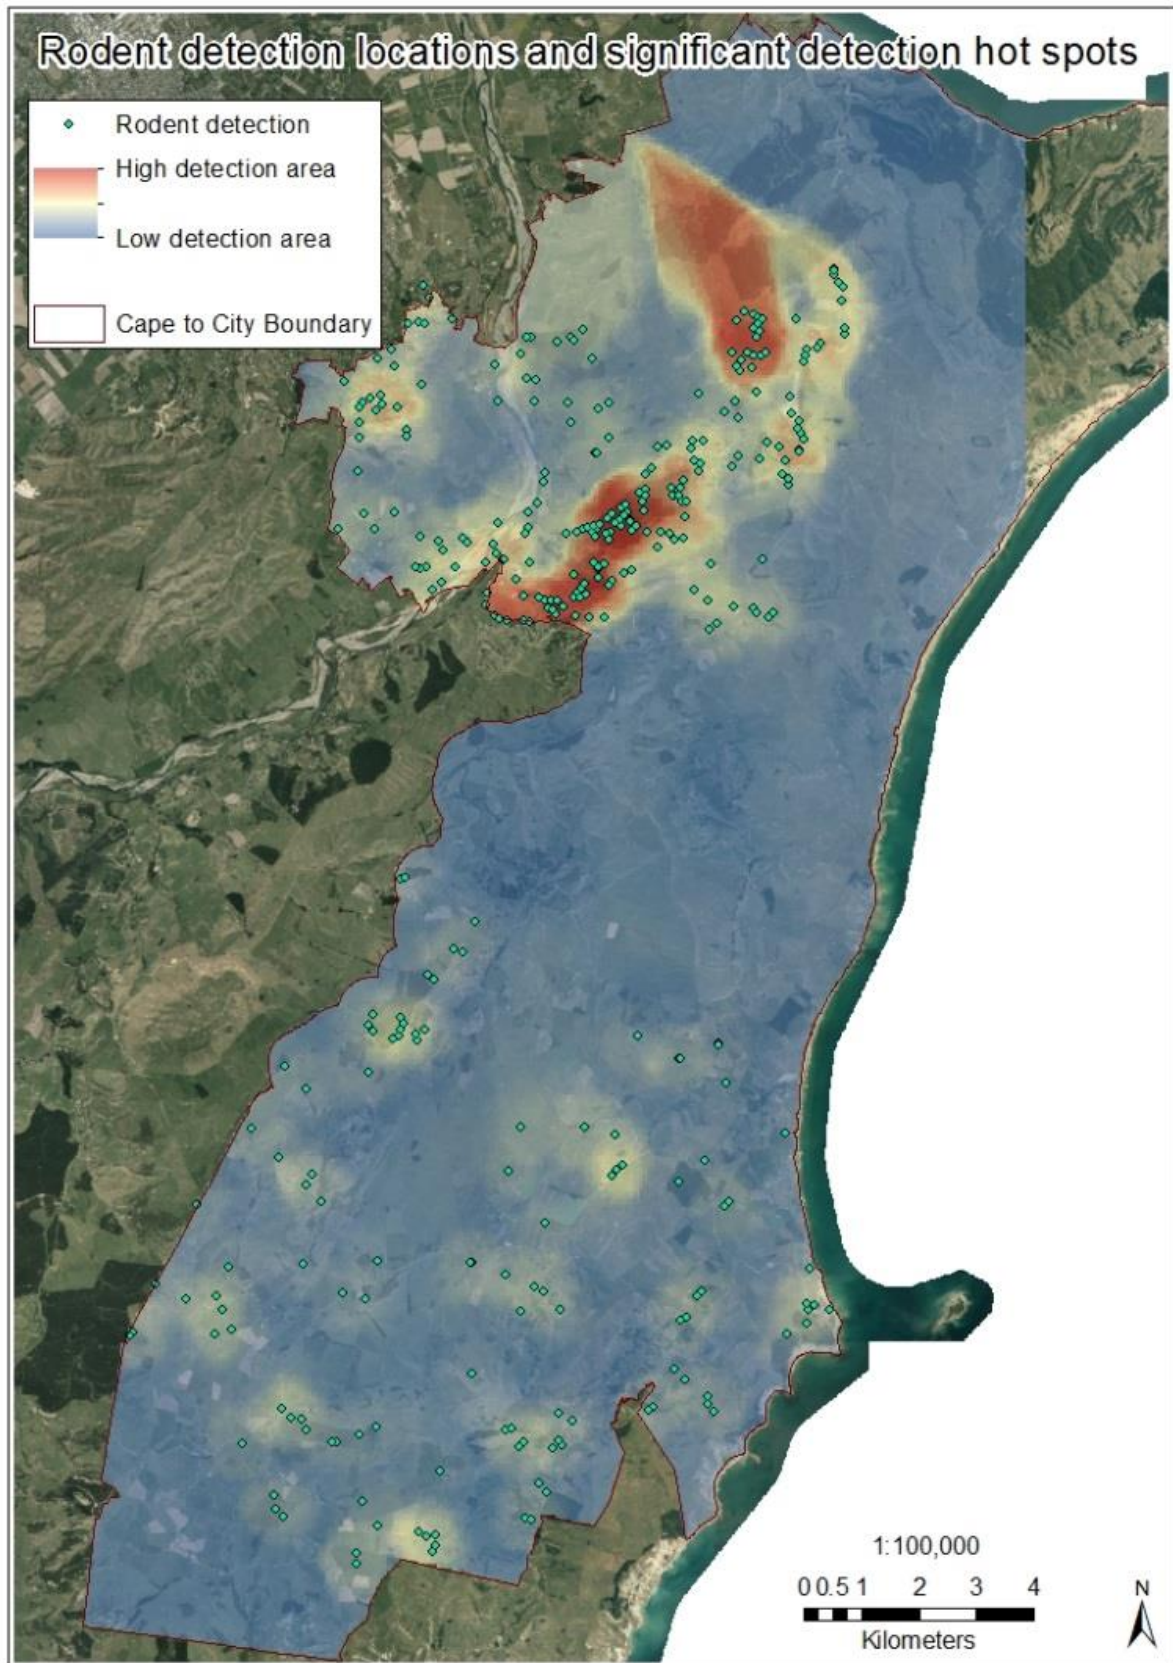 Rodent detection locations and significant detection hot spots
Rodent detection
High detection area
Low detection area
Cape to City Boundary
1:100,000
0 0.5 1 2 3 4
Kilometers
N